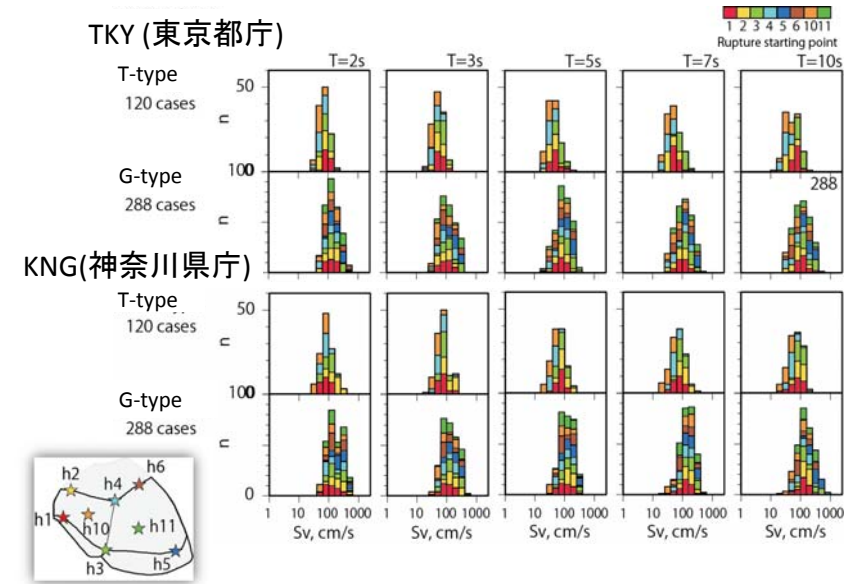 1 2 3 4 5 6 1011
Rupture starting point
TKY (東京都庁)
T=2s T=3s T=5s T=7s T=10s
T-type
120 cases
50
n
100
0
G-type
288 cases
n
288
KNG(神奈川県庁)
T-type
120 cases
50
n
100
0
G-type
288 cases
n
0
1 10 100 1000 1 10 100 1000 1 10 100 1000 1 10 100 1000 1 10 100 1000
Sv, cm/s Sv, cm/s Sv, cm/s Sv, cm/s Sv, cm/s
h2 h4 h6
h1 h10 h11
h3 h5